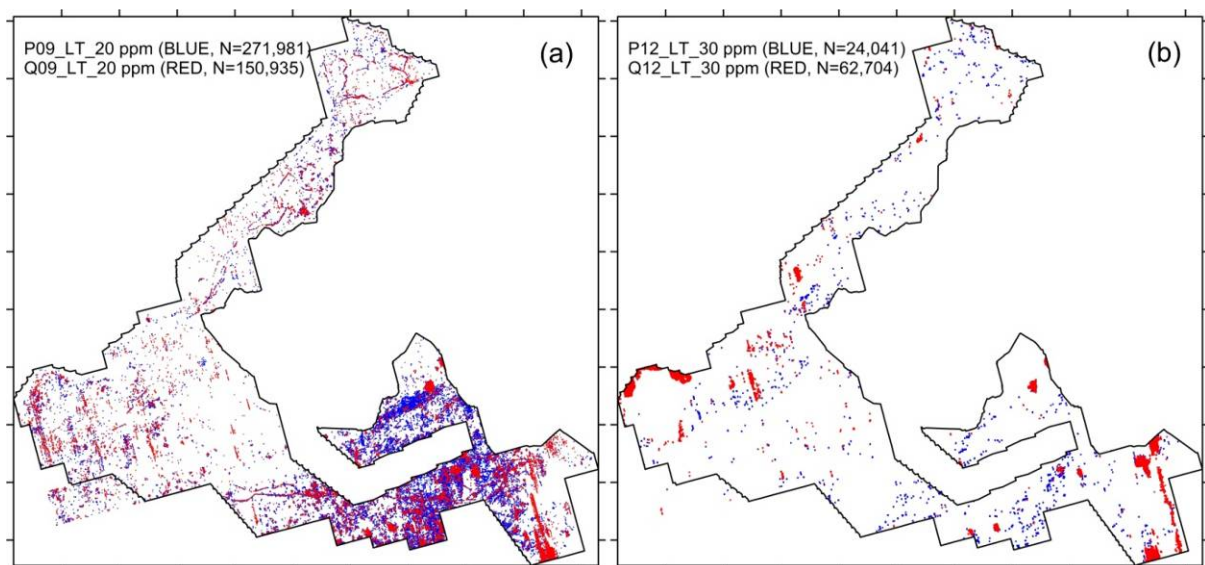 P09_LT_20 ppm (BLUE, N=271,981)
Q09_LT_20 ppm (RED, N=150,935)
(a)
P12_LT_30 ppm (BLUE, N=24,041)
Q12_LT_30 ppm (RED, N=62,704)
(b)